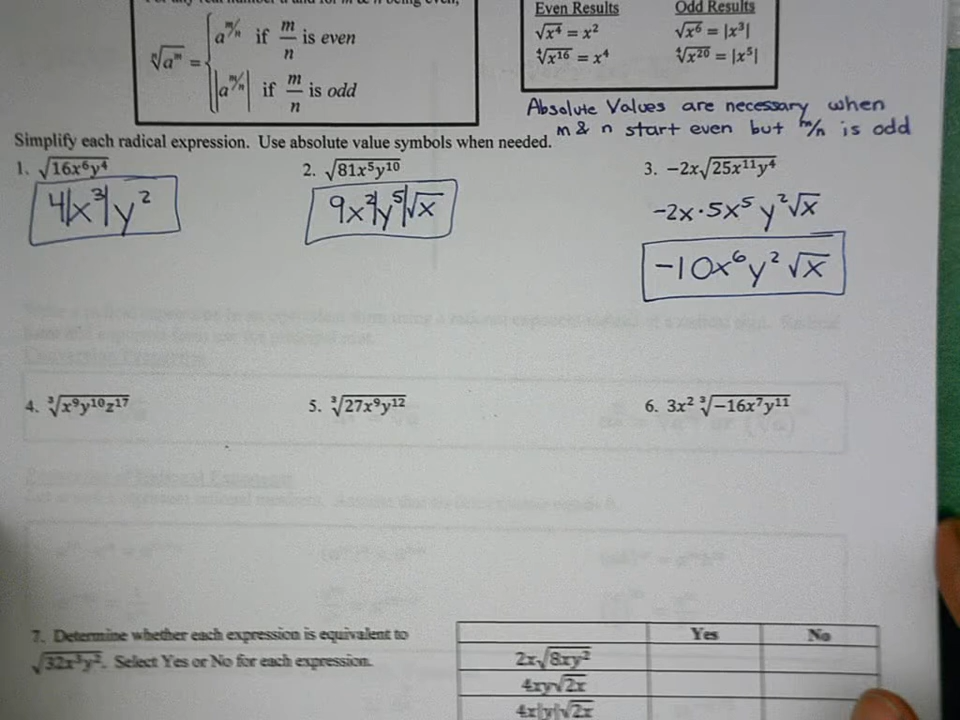 Even Results Odd Results
ⁿ√aᵐ = { a^(m/n) if m/n is even
|a^(m/n)| if m/n is odd
√x⁴ = x² √x⁶ = |x³|
⁴√x¹⁶ = x⁴ ⁴√x²⁰ = |x⁵|
Absolute Values are necessary when
m & n start even but m/n is odd
Simplify each radical expression. Use absolute value symbols when needed.
1. √16x⁶y⁴ 2. √81x⁵y¹⁰ 3. −2x√25x¹¹y⁴
4|x³|y² 9x²|y⁵|√x −2x·5x⁵y²√x
−10x⁶y²√x
4. ³√x⁹y¹⁰z¹⁷ 5. ³√27x⁹y¹² 6. 3x² ³√−16x⁷y¹¹
7. Determine whether each expression is equivalent to
√32x³y². Select Yes or No for each expression.
Yes No
2x√8xy²
4xy√2x
4x|y|√2x